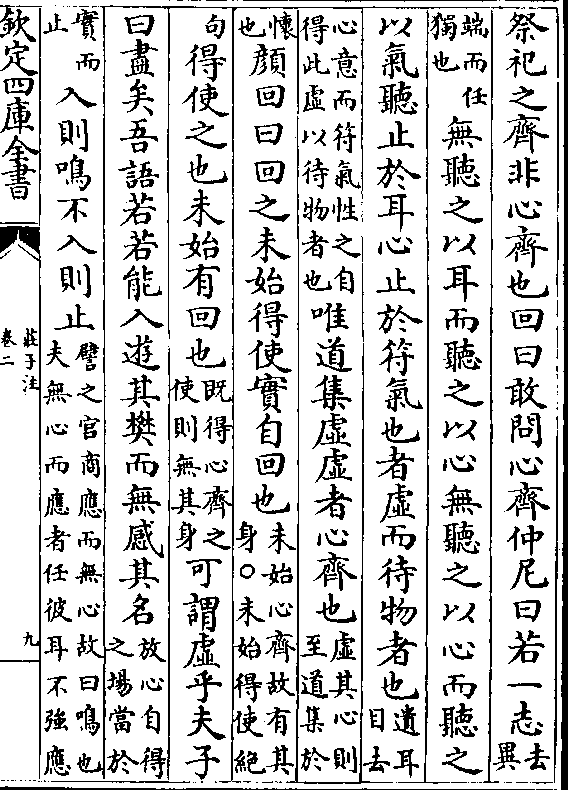 祭祀之齊非心齊也回曰敢問心齊仲尼曰若一志去異
端而任獨也無聽之以耳而聽之以心無聽之以心而聽之
以氣聽止於耳心止於符氣也者虛而待物者也遺耳目去
心意而符氣性之自得此虛以待物者也唯道集虛虛者心齊也虛其心則至道集於
懷也顏回曰回之未始得使實自回也未始心齊故有其身○未始得使絕
句得使之也未始有回也既得心齊之使則無其身可謂虛乎夫子
曰盡矣吾語若若能入遊其樊而無感其名放心自得之場當於
實而止入則鳴不入則止譬之官商應而無心故曰鳴也夫無心而應者任彼耳不強應
欽定四庫全書
莊子注
卷二
九